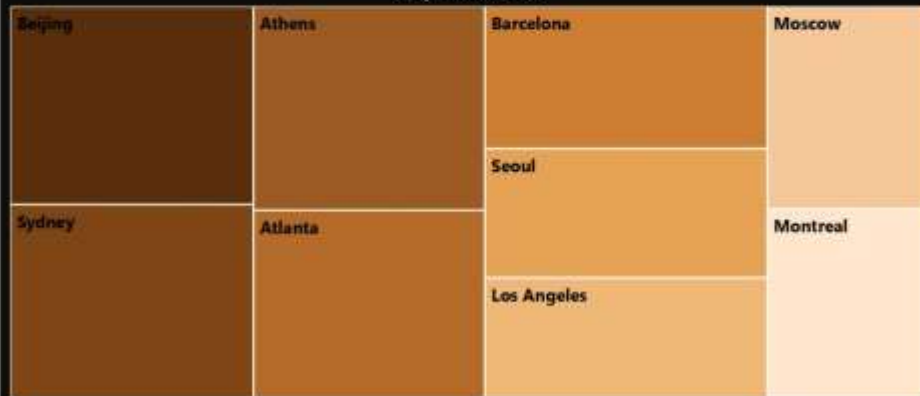 Beijing
Athens
Barcelona
Moscow
Seoul
Sydney
Atlanta
Montreal
Los Angeles